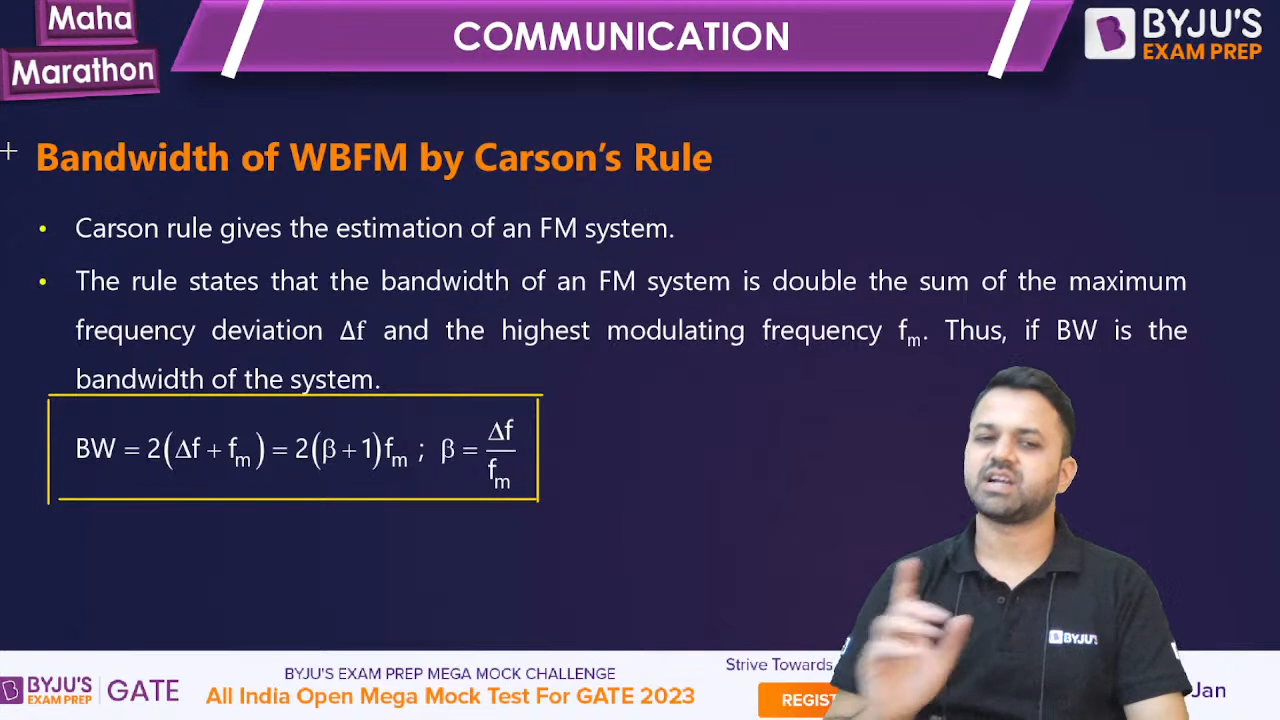 Maha
Marathon
COMMUNICATION
BYJU'S
EXAM PREP
Bandwidth of WBFM by Carson's Rule
• Carson rule gives the estimation of an FM system.
• The rule states that the bandwidth of an FM system is double the sum of the maximum
frequency deviation Δf and the highest modulating frequency fₘ. Thus, if BW is the
bandwidth of the system.
BW = 2(Δf + fₘ) = 2(β + 1)fₘ ; β = Δf / fₘ
BYJU'S
BYJU'S
EXAM PREP
GATE
BYJU'S EXAM PREP MEGA MOCK CHALLENGE
All India Open Mega Mock Test For GATE 2023
Strive Towards
REGIST
Jan